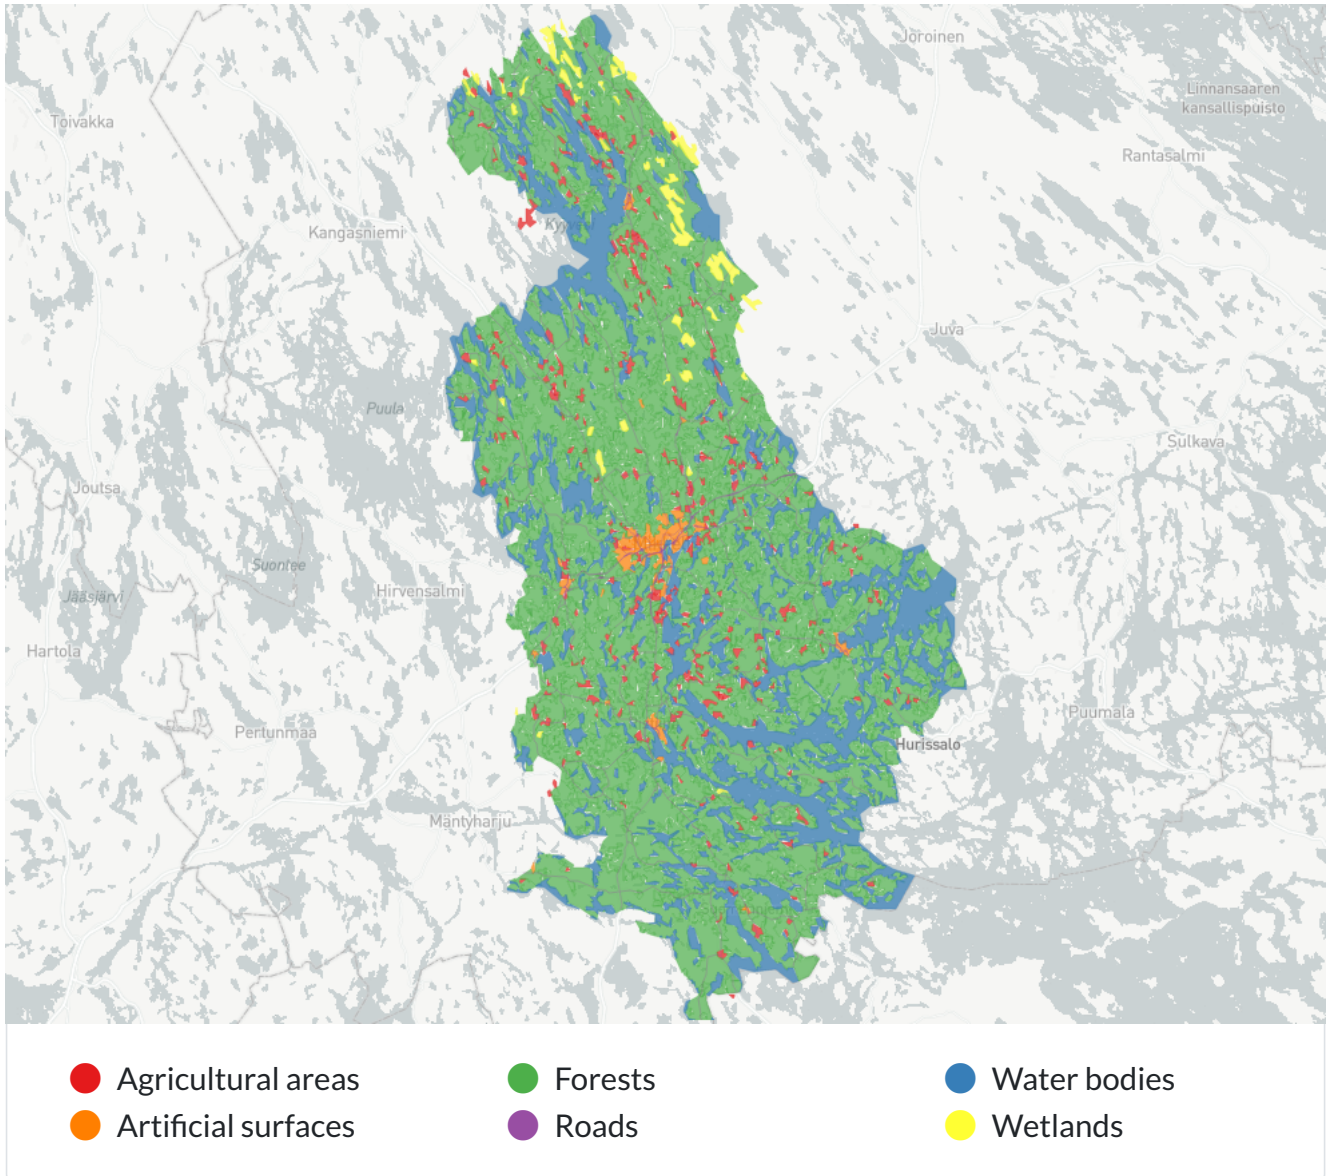 Joroinen
Linnansaaren
kansallispuisto
Toivakka
Rantasalmi
Kangasniemi
Juva
Puula
Sulkava
Joutsa
Suontee
Hirvensalmi
Jääsjärvi
Hartola
Puumala
Pertunmaa
Hurissalo
Mäntyharju
Agricultural areas
Forests
Water bodies
Artificial surfaces
Roads
Wetlands